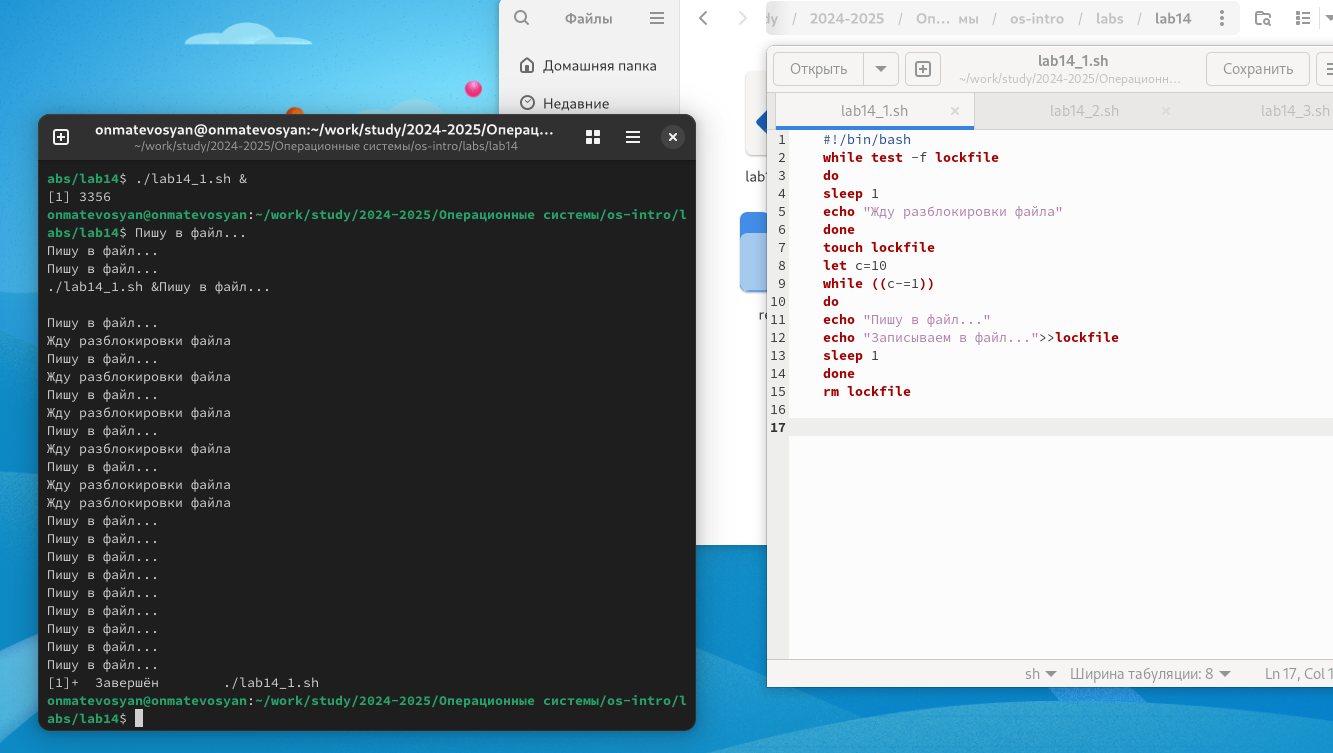 Файлы
Домашняя папка
Недавние
2024-2025 / Оп… мы / os-intro / labs / lab14
Открыть
lab14_1.sh
~/work/study/2024-2025/Операционн…
Сохранить
lab14_1.sh
lab14_2.sh
lab14_3.sh
1 #!/bin/bash
2 while test -f lockfile
3 do
4 sleep 1
5 echo "Жду разблокировки файла"
6 done
7 touch lockfile
8 let c=10
9 while ((c-=1))
10 do
11 echo "Пишу в файл..."
12 echo "Записываем в файл...">>lockfile
13 sleep 1
14 done
15 rm lockfile
16
17
sh
Ширина табуляции: 8
Ln 17, Col 1
onmatevosyan@onmatevosyan:~/work/study/2024-2025/Операц...
~/work/study/2024-2025/Операционные системы/os-intro/labs/lab14
abs/lab14$ ./lab14_1.sh &
[1] 3356
onmatevosyan@onmatevosyan:~/work/study/2024-2025/Операционные системы/os-intro/l
abs/lab14$ Пишу в файл...
Пишу в файл...
Пишу в файл...
./lab14_1.sh &Пишу в файл...
Пишу в файл...
Жду разблокировки файла
Пишу в файл...
Жду разблокировки файла
Пишу в файл...
Жду разблокировки файла
Пишу в файл...
Жду разблокировки файла
Пишу в файл...
Жду разблокировки файла
Жду разблокировки файла
Пишу в файл...
Пишу в файл...
Пишу в файл...
Пишу в файл...
Пишу в файл...
Пишу в файл...
Пишу в файл...
Пишу в файл...
Пишу в файл...
[1]+  Завершён        ./lab14_1.sh
onmatevosyan@onmatevosyan:~/work/study/2024-2025/Операционные системы/os-intro/l
abs/lab14$